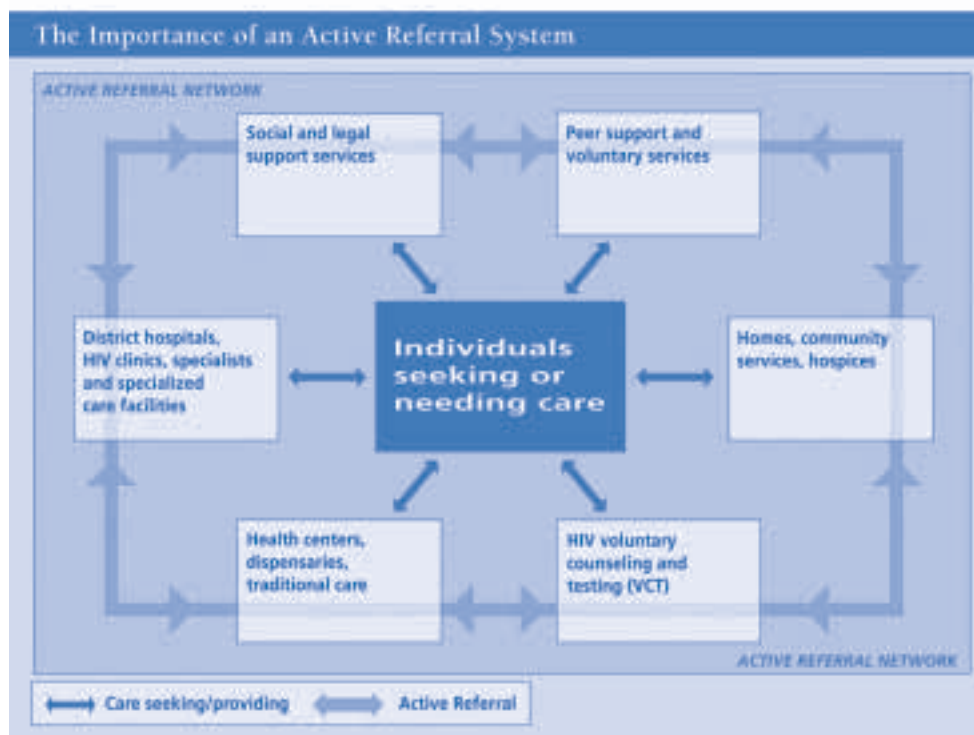 The Importance of an Active Referral System
ACTIVE REFERRAL NETWORK
Social and legal
support services
Peer support and
voluntary services
District hospitals,
HIV clinics, specialists
and specialized
care facilities
Individuals
seeking or
needing care
Homes, community
services, hospices
Health centers,
dispensaries,
traditional care
HIV voluntary
counseling and
testing (VCT)
ACTIVE REFERRAL NETWORK
Care seeking/providing
Active Referral